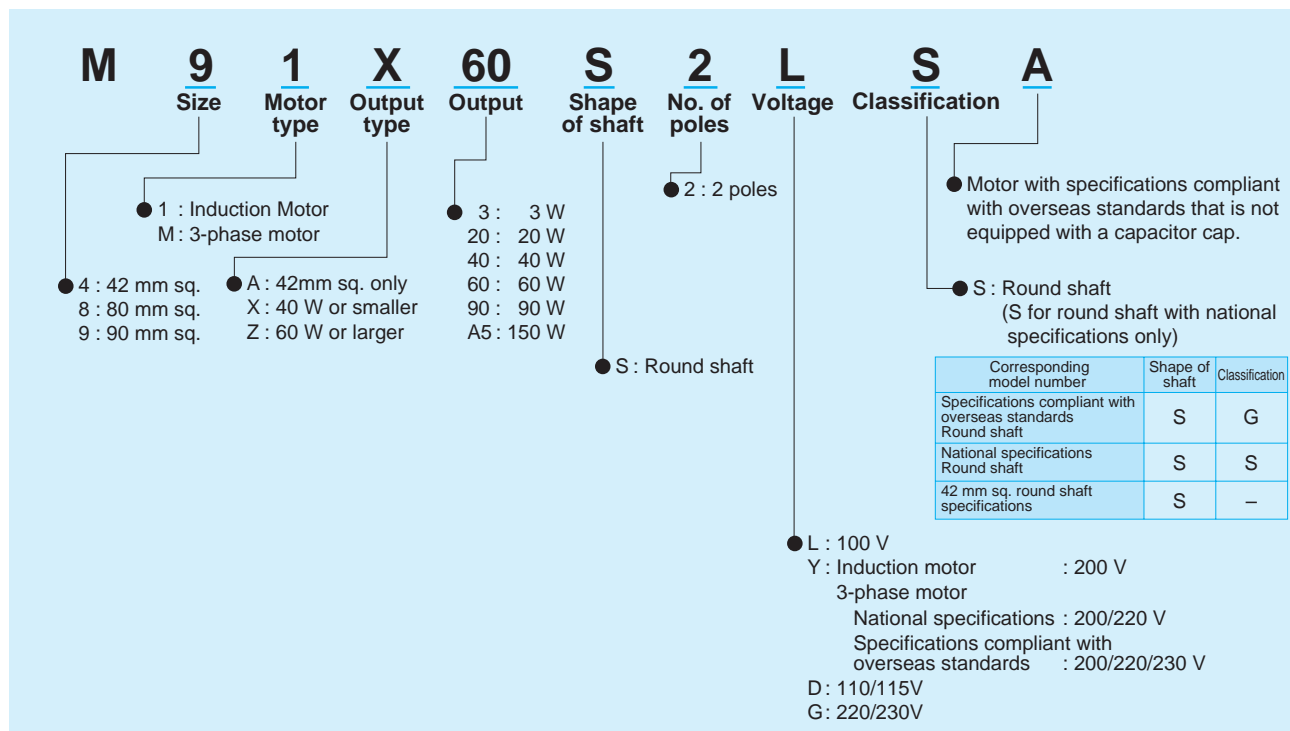 M 9 1 X 60 S 2 L S A
Size Motor type Output type Output Shape of shaft No. of poles Voltage Classification
1 : Induction Motor
M : 3-phase motor
4 : 42 mm sq.
8 : 80 mm sq.
9 : 90 mm sq.
A : 42mm sq. only
X : 40 W or smaller
Z : 60 W or larger
3 : 3 W
20 : 20 W
40 : 40 W
60 : 60 W
90 : 90 W
A5 : 150 W
S : Round shaft
2 : 2 poles
Motor with specifications compliant
with overseas standards that is not
equipped with a capacitor cap.
S : Round shaft
(S for round shaft with national
specifications only)
Corresponding
model number
Shape of
shaft
Classification
Specifications compliant with
overseas standards
Round shaft
S G
National specifications
Round shaft
S S
42 mm sq. round shaft
specifications
S –
L : 100 V
Y : Induction motor : 200 V
3-phase motor
National specifications : 200/220 V
Specifications compliant with
overseas standards : 200/220/230 V
D : 110/115V
G : 220/230V